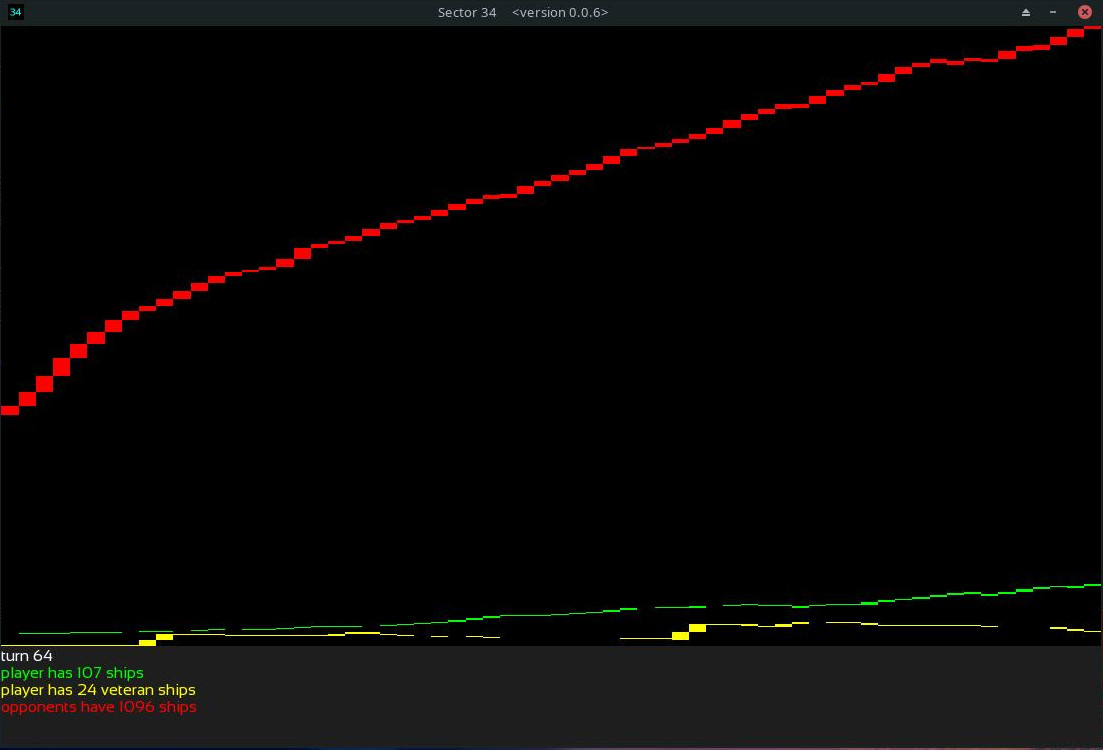 34 Sector 34 <version 0.0.6>
turn 64
player has 107 ships
player has 24 veteran ships
opponents have 1096 ships